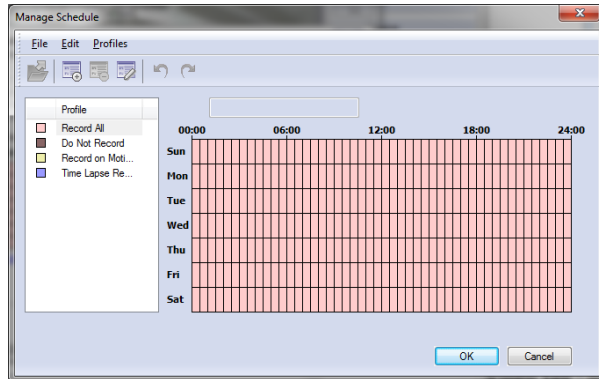 Manage Schedule
File Edit Profiles
Profile
Record All
Do Not Record
Record on Moti...
Time Lapse Re...
00:00 06:00 12:00 18:00 24:00
Sun
Mon
Tue
Wed
Thu
Fri
Sat
OK Cancel